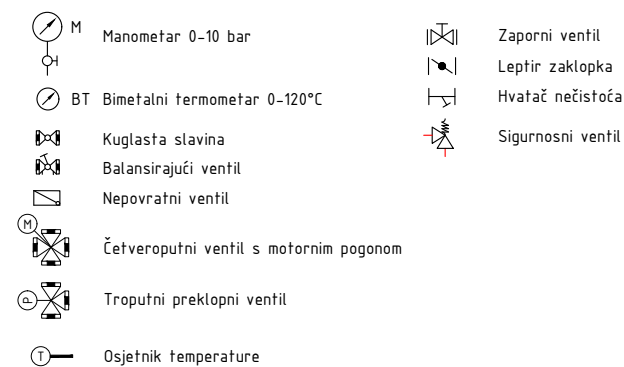 M Manometar 0-10 bar
BT Bimetalni termometar 0-120°C
Kuglasta slavina
Balansirajući ventil
Nepovratni ventil
M
Četveroputni ventil s motornim pogonom
P Troputni preklopni ventil
T Osjetnik temperature
Zaporni ventil
Leptir zaklopka
Hvatač nečistoća
Sigurnosni ventil